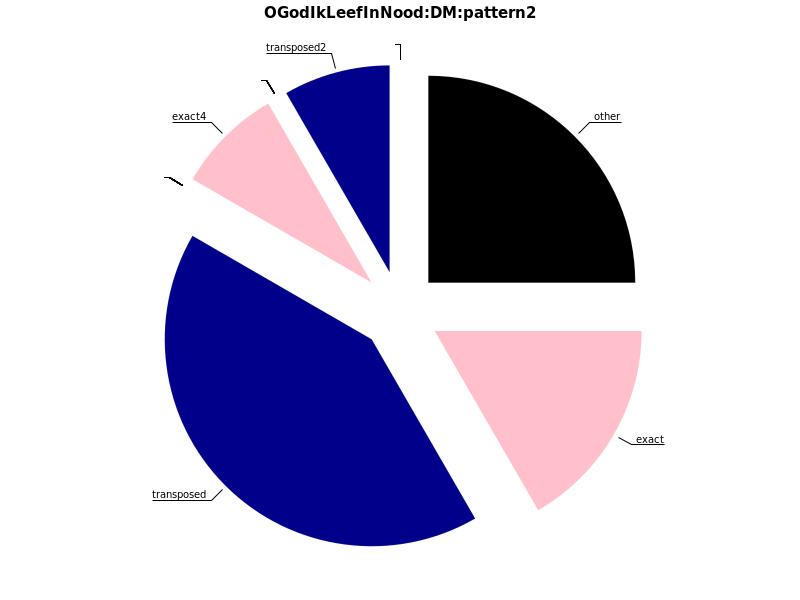 OGodIkLeefInNood:DM:pattern2
transposed2
other
exact4
exact
transposed